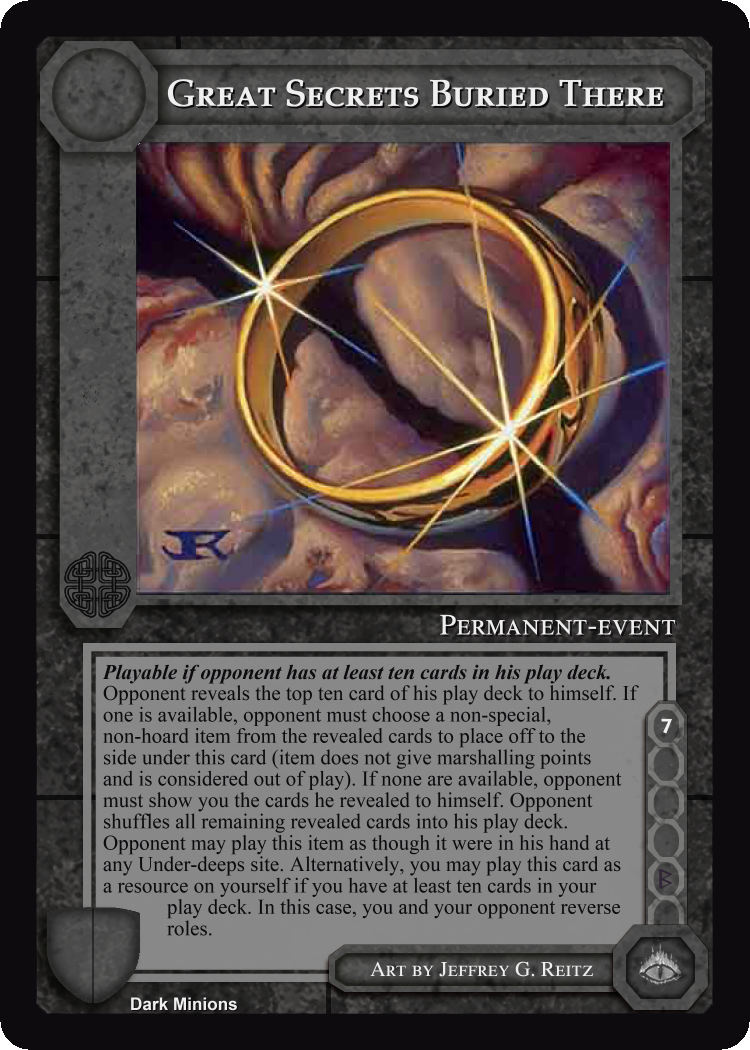 Great Secrets Buried There
JR
Permanent-event
Playable if opponent has at least ten cards in his play deck.
Opponent reveals the top ten card of his play deck to himself. If
one is available, opponent must choose a non-special,
non-hoard item from the revealed cards to place off to the
side under this card (item does not give marshalling points
and is considered out of play). If none are available, opponent
must show you the cards he revealed to himself. Opponent
shuffles all remaining revealed cards into his play deck.
Opponent may play this item as though it were in his hand at
any Under-deeps site. Alternatively, you may play this card as
a resource on yourself if you have at least ten cards in your
play deck. In this case, you and your opponent reverse
roles.
7
B
Art by Jeffrey G. Reitz
Dark Minions